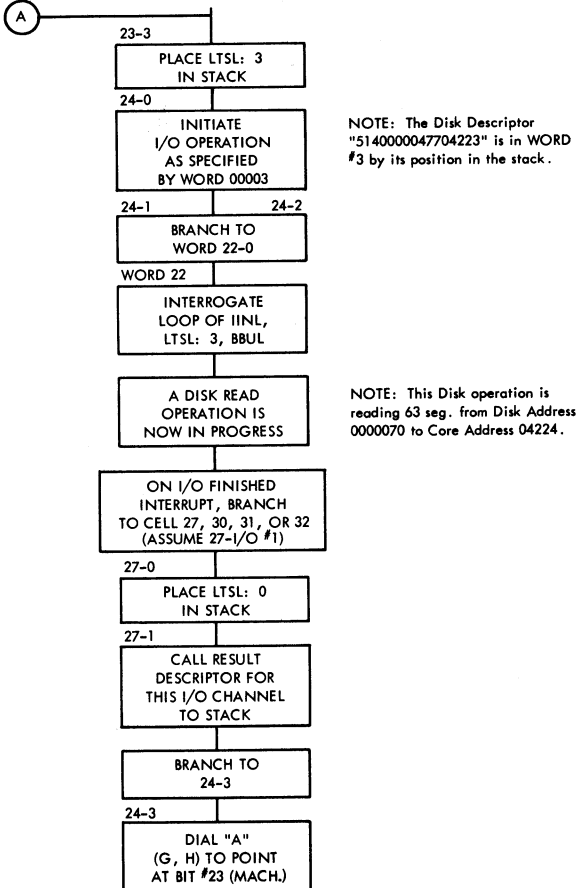 A
23-3
PLACE LTSL: 3
IN STACK
24-0
INITIATE
I/O OPERATION
AS SPECIFIED
BY WORD 00003
NOTE: The Disk Descriptor
"5140000047704223" is in WORD
#3 by its position in the stack.
24-1 24-2
BRANCH TO
WORD 22-0
WORD 22
INTERROGATE
LOOP OF IINL,
LTSL: 3, BBUL
A DISK READ
OPERATION IS
NOW IN PROGRESS
NOTE: This Disk operation is
reading 63 seg. from Disk Address
0000070 to Core Address 04224.
ON I/O FINISHED
INTERRUPT, BRANCH
TO CELL 27, 30, 31, OR 32
(ASSUME 27-I/O #1)
27-0
PLACE LTSL: 0
IN STACK
27-1
CALL RESULT
DESCRIPTOR FOR
THIS I/O CHANNEL
TO STACK
BRANCH TO
24-3
24-3
DIAL "A"
(G, H) TO POINT
AT BIT #23 (MACH.)